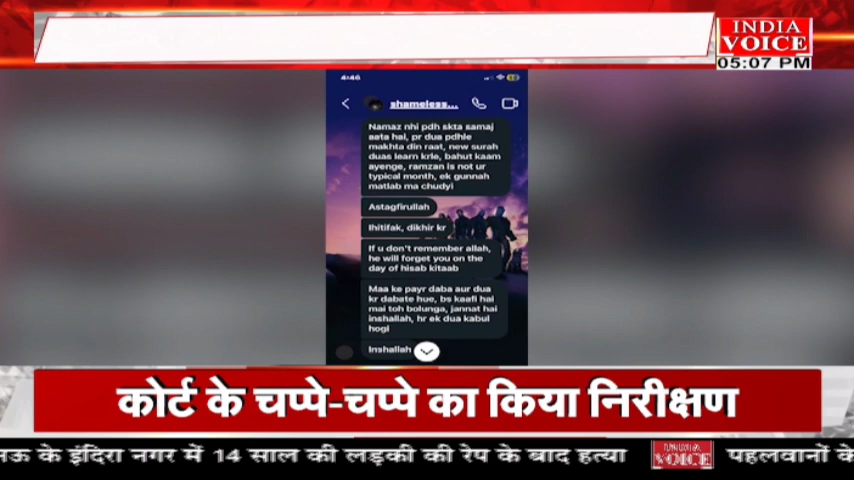 INDIA
VOICE
05:07 PM
4:46
shameless...
Namaz nhi pdh skta samaj
aata hai, pr dua pdhle
makhta din raat, new surah
duas learn krle, bahut kaam
ayenge, ramzan is not ur
typical month, ek gunnah
matlab ma chudyi
Astagfirullah
Ihitifak, dikhir kr
If u don't remember allah,
he will forget you on the
day of hisab kitaab
Maa ke payr daba aur dua
kr dabate hue, bs kaafi hai
mai toh bolunga, jannat hai
inshallah, hr ek dua kabul
hogi
Inshallah
कोर्ट के चप्पे-चप्पे का किया निरीक्षण
नऊ के इंदिरा नगर में 14 साल की लड़की की रेप के बाद हत्या VOICE पहलवानों के